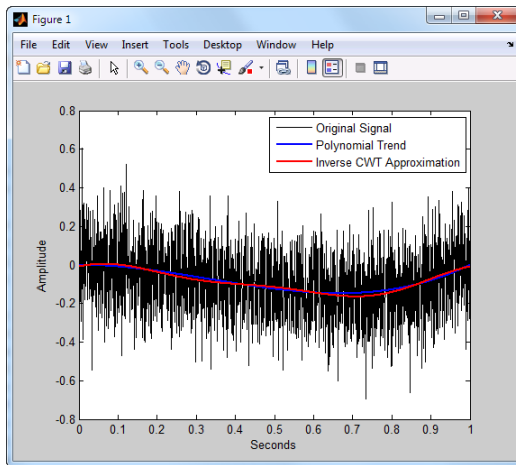 Figure 1
File Edit View Insert Tools Desktop Window Help
Original Signal
Polynomial Trend
Inverse CWT Approximation
Amplitude
0.8
0.6
0.4
0.2
0
-0.2
-0.4
-0.6
-0.8
0 0.1 0.2 0.3 0.4 0.5 0.6 0.7 0.8 0.9 1
Seconds